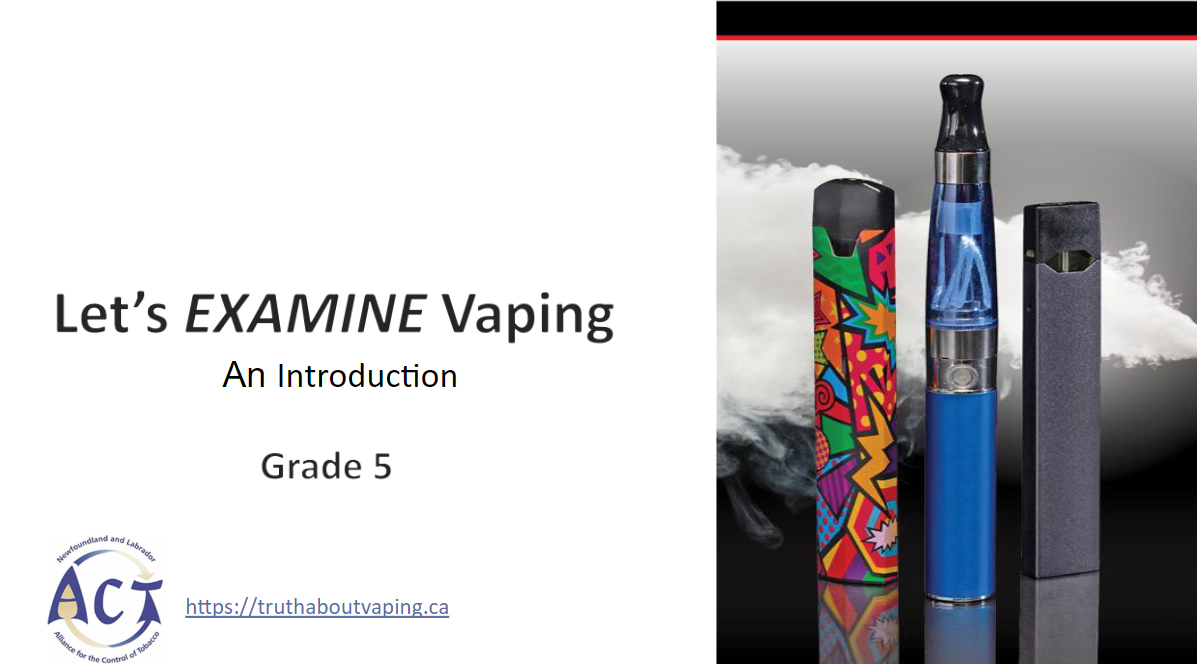 Let's EXAMINE Vaping
An Introduction
Grade 5
Newfoundland and Labrador
ACT
Alliance for the Control of Tobacco
https://truthaboutvaping.ca